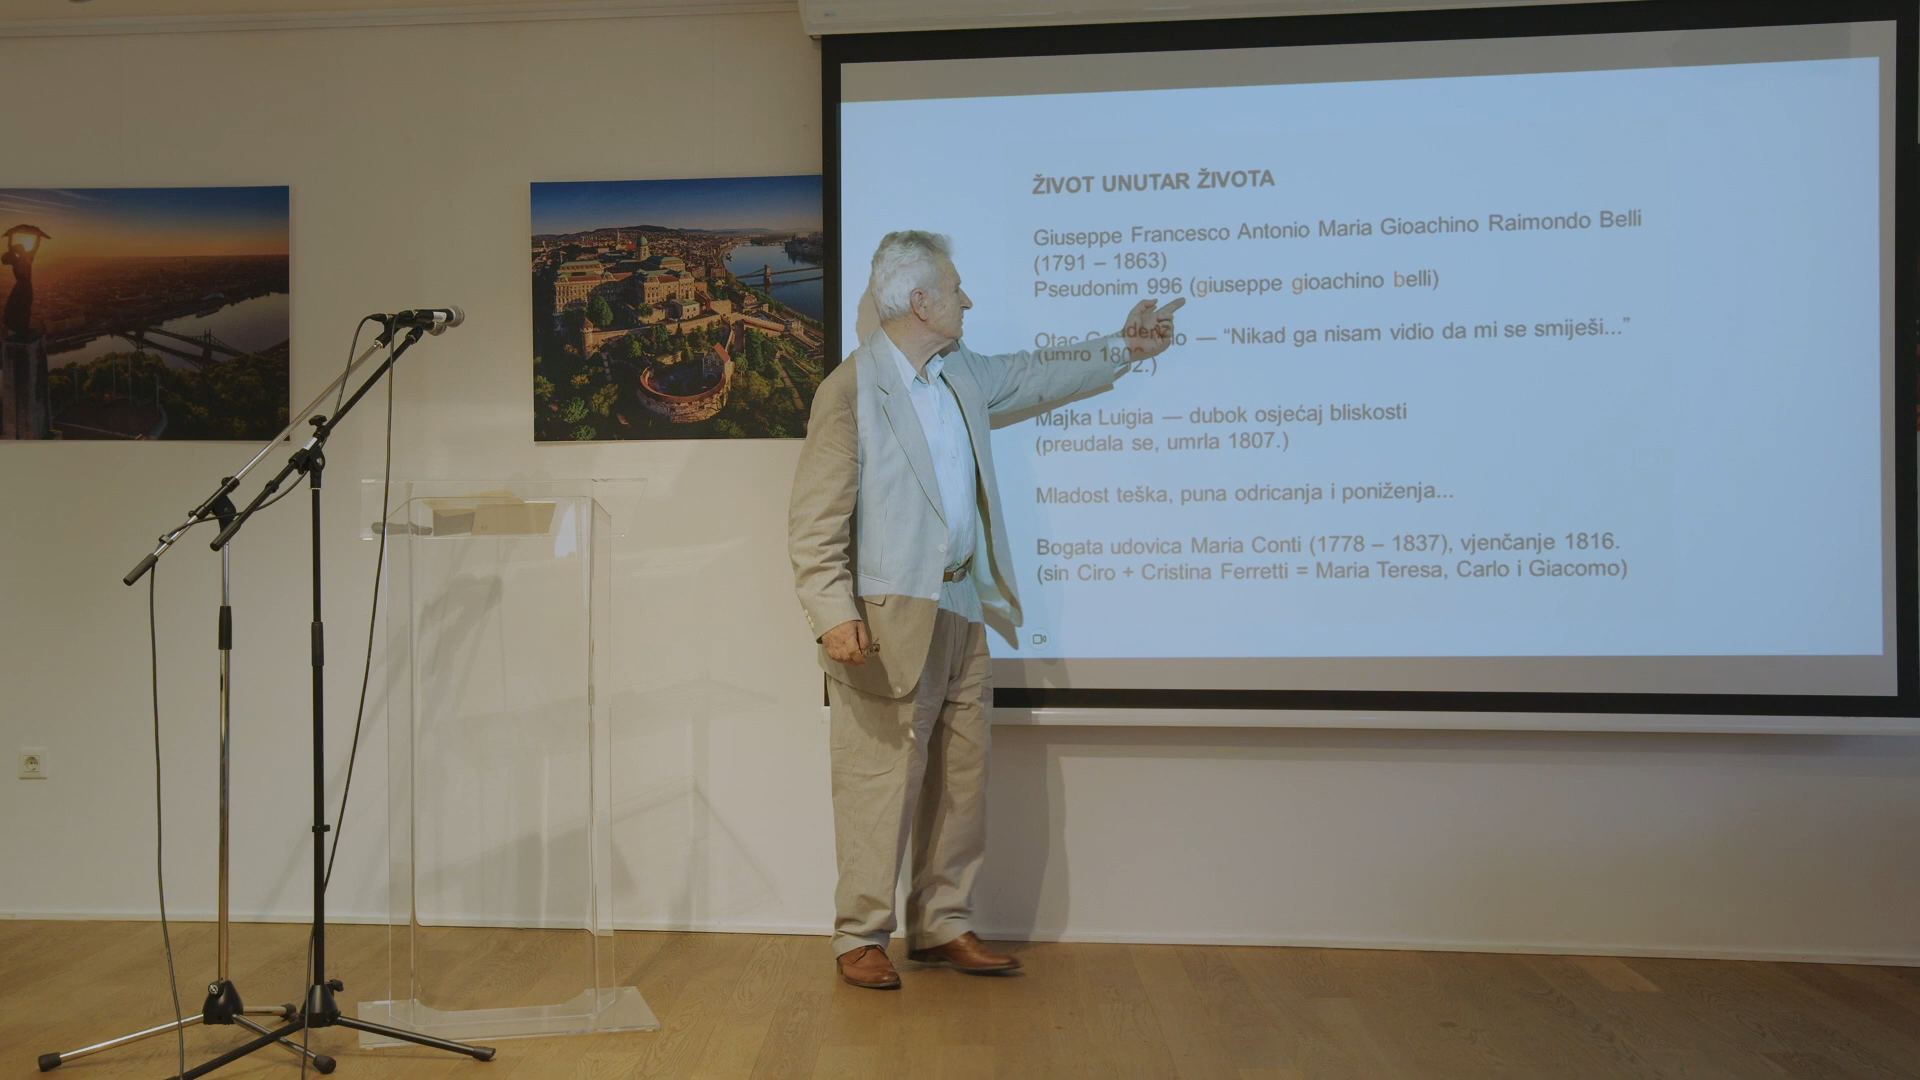 ŽIVOT UNUTAR ŽIVOTA
Giuseppe Francesco Antonio Maria Gioachino Raimondo Belli
(1791 – 1863)
Pseudonim 996 (giuseppe gioachino belli)
Otac — “Nikad ga nisam vidio da mi se smiješi...”
(umro 1802.)
Majka Luigia — dubok osjećaj bliskosti
(preudala se, umrla 1807.)
Mladost teška, puna odricanja i poniženja...
Bogata udovica Maria Conti (1778 – 1837), vjenčanje 1816.
(sin Ciro + Cristina Ferretti = Maria Teresa, Carlo i Giacomo)